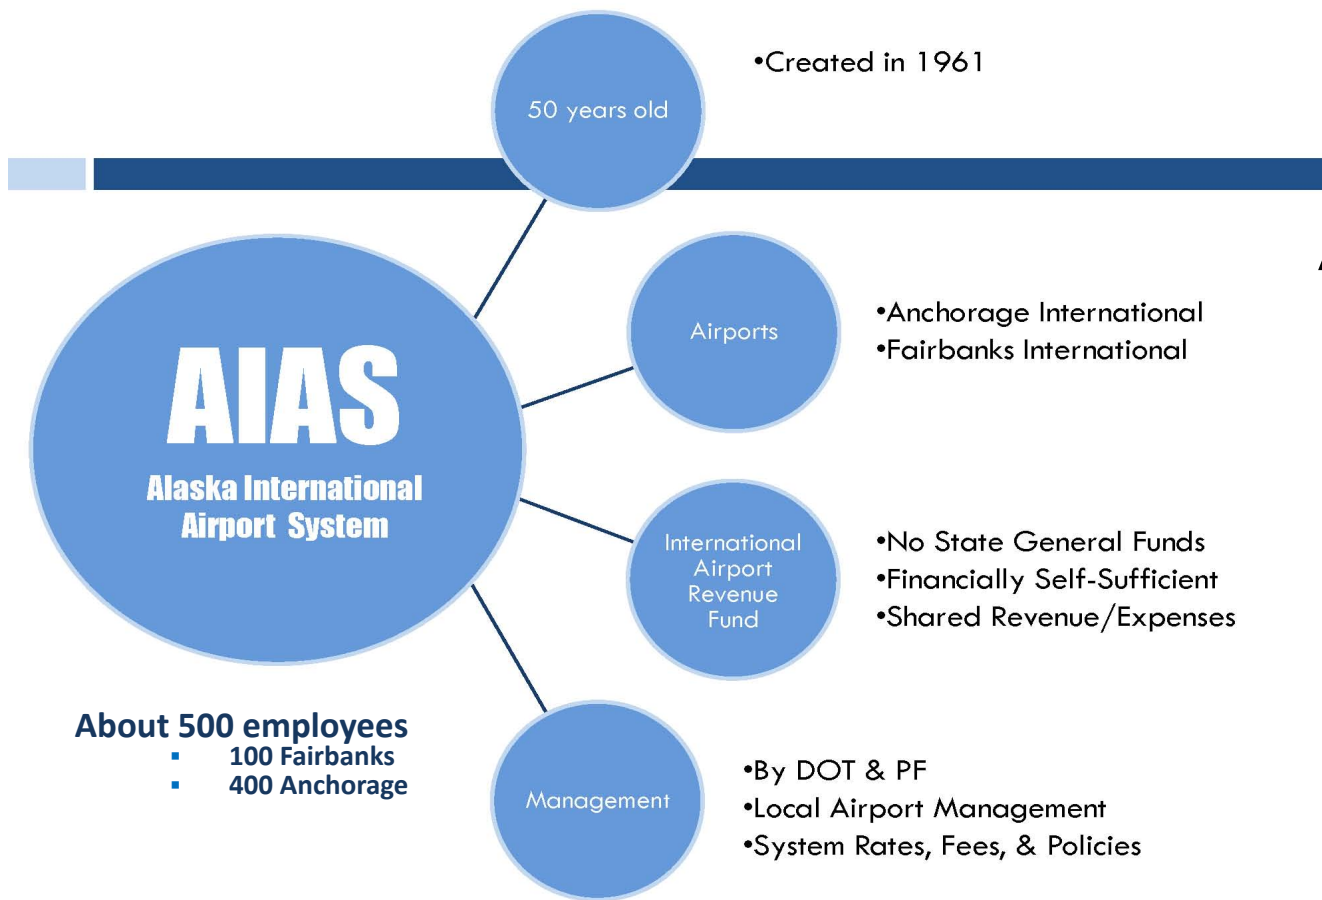 50 years old
•Created in 1961
AIAS
Alaska International
Airport System
Airports
•Anchorage International
•Fairbanks International
International
Airport
Revenue
Fund
•No State General Funds
•Financially Self-Sufficient
•Shared Revenue/Expenses
About 500 employees
▪ 100 Fairbanks
▪ 400 Anchorage
Management
•By DOT & PF
•Local Airport Management
•System Rates, Fees, & Policies